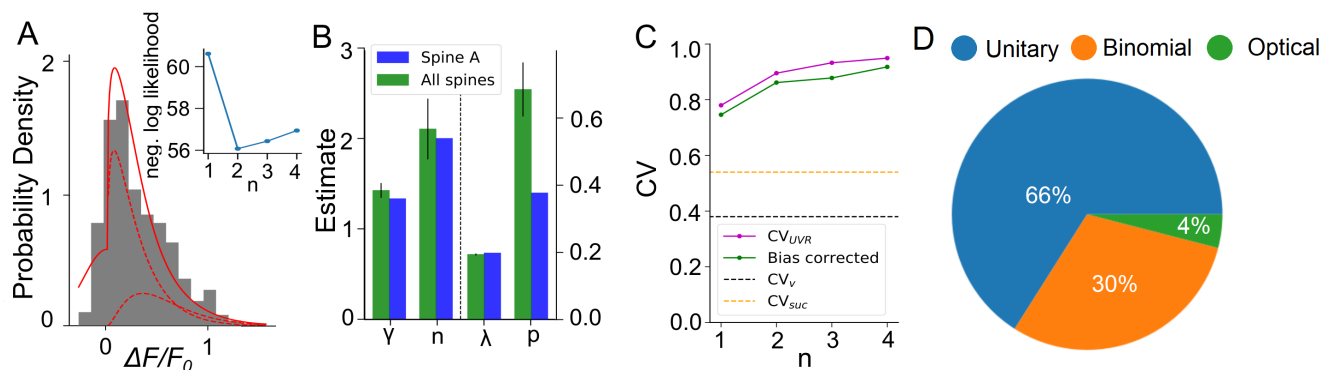 A
Probability Density
2
1
0
0
1
ΔF/F₀
neg. log likelihood
60
58
56
1 2 3 4
n
B
Estimate
3
2
1
0
Spine A
All spines
0.6
0.4
0.2
0.0
γ n λ p
C
CV
1.0
0.8
0.6
0.4
0.2
0.0
CV_UVR
Bias corrected
CV_v
CV_suc
1 2 3 4
n
D
Unitary Binomial Optical
66%
4%
30%